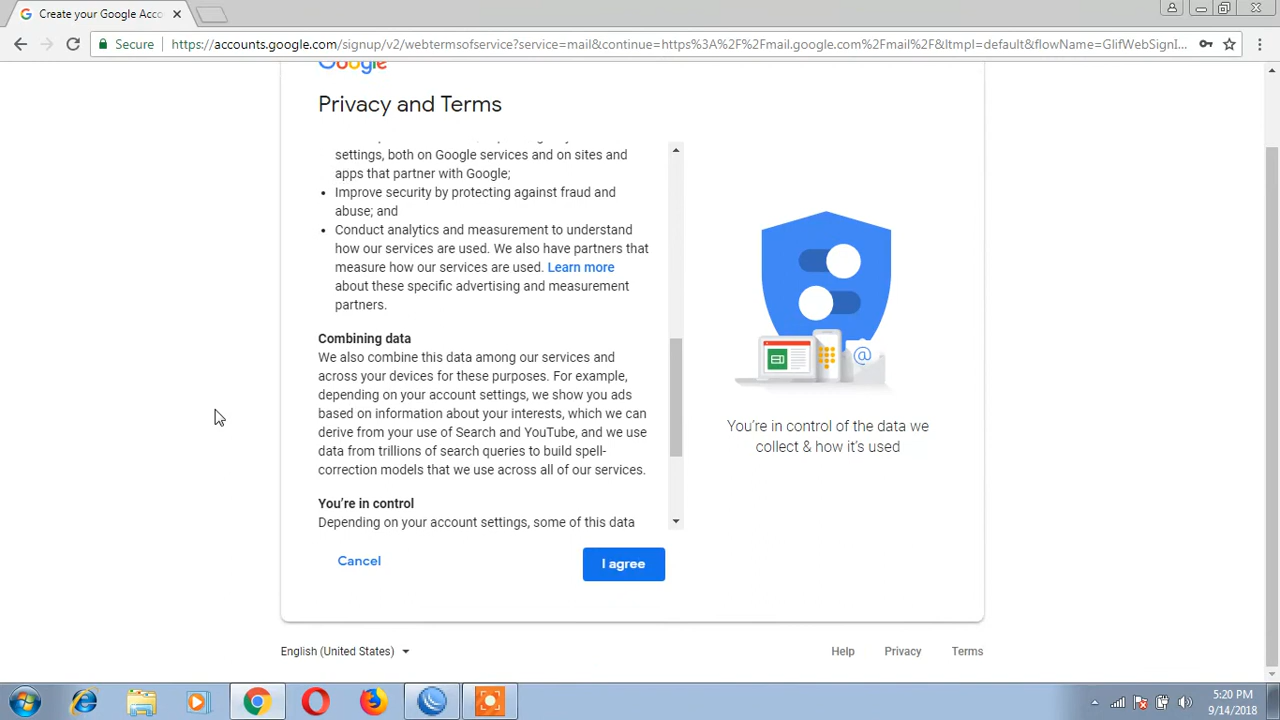 Create your Google Acco
Secure
https://accounts.google.com/signup/v2/webtermsofservice?service=mail&continue=https%3A%2F%2Fmail.google.com%2Fmail%2F&ltmpl=default&flowName=GlifWebSignI...
Google
Privacy and Terms
settings, both on Google services and on sites and
apps that partner with Google;
• Improve security by protecting against fraud and
abuse; and
• Conduct analytics and measurement to understand
how our services are used. We also have partners that
measure how our services are used. Learn more
about these specific advertising and measurement
partners.
Combining data
We also combine this data among our services and
across your devices for these purposes. For example,
depending on your account settings, we show you ads
based on information about your interests, which we can
derive from your use of Search and YouTube, and we use
data from trillions of search queries to build spell-
correction models that we use across all of our services.
You’re in control
Depending on your account settings, some of this data
Cancel
I agree
@
You’re in control of the data we
collect & how it’s used
English (United States)
Help
Privacy
Terms
5:20 PM
9/14/2018